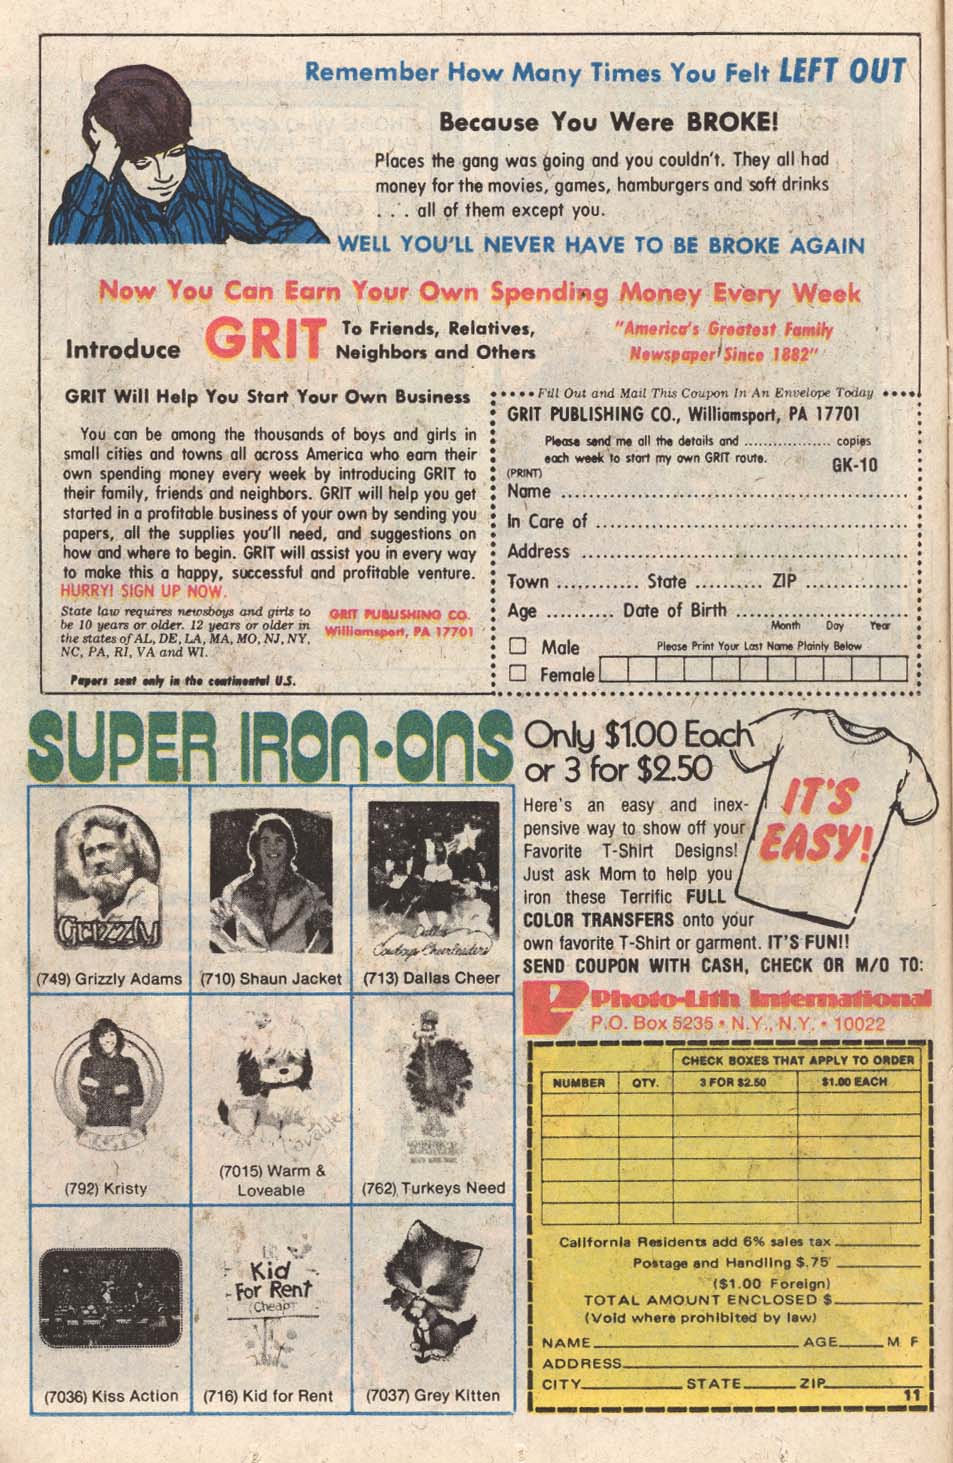 Remember How Many Times You Felt LEFT OUT
Because You Were BROKE!
Places the gang was going and you couldn't. They all had
money for the movies, games, hamburgers and soft drinks
. . . all of them except you.
WELL YOU'LL NEVER HAVE TO BE BROKE AGAIN
Now You Can Earn Your Own Spending Money Every Week
Introduce GRIT To Friends, Relatives,
Neighbors and Others
"America's Greatest Family
Newspaper Since 1882"
GRIT Will Help You Start Your Own Business
You can be among the thousands of boys and girls in
small cities and towns all across America who earn their
own spending money every week by introducing GRIT to
their family, friends and neighbors. GRIT will help you get
started in a profitable business of your own by sending you
papers, all the supplies you'll need, and suggestions on
how and where to begin. GRIT will assist you in every way
to make this a happy, successful and profitable venture.
HURRY! SIGN UP NOW.
State law requires newsboys and girls to
be 10 years or older. 12 years or older in
the states of AL, DE, LA, MA, MO, NJ, NY,
NC, PA, RI, VA and WI.
GRIT PUBLISHING CO.
Williamsport, PA 17701
Papers sent only in the continental U.S.
Fill Out and Mail This Coupon In An Envelope Today
GRIT PUBLISHING CO., Williamsport, PA 17701
Please send me all the details and ................. copies
each week to start my own GRIT route.
GK-10
(PRINT)
Name
In Care of
Address
Town ........... State ......... ZIP
Age .......... Date of Birth
Month Day Year
Male
Please Print Your Last Name Plainly Below
Female
SUPER IRON-ONS
Grizzly
(749) Grizzly Adams
(710) Shaun Jacket
Dallas
Cowboys Cheerleaders
(713) Dallas Cheer
(792) Kristy
Lovable
(7015) Warm &
Loveable
(762) Turkeys Need
(7036) Kiss Action
Kid
For Rent
(Cheap)
(716) Kid for Rent
(7037) Grey Kitten
Only $1.00 Each
or 3 for $2.50
IT'S
EASY!
Here's an easy and inex-
pensive way to show off your
Favorite T-Shirt Designs!
Just ask Mom to help you
iron these Terrific FULL
COLOR TRANSFERS onto your
own favorite T-Shirt or garment. IT'S FUN!!
SEND COUPON WITH CASH, CHECK OR M/O TO:
Photo-Lith International
P.O. Box 5235 • N.Y., N.Y. • 10022
CHECK BOXES THAT APPLY TO ORDER
NUMBER QTY. 3 FOR $2.50 $1.00 EACH
California Residents add 6% sales tax
Postage and Handling $.75
($1.00 Foreign)
TOTAL AMOUNT ENCLOSED $
(Void where prohibited by law)
NAME AGE M F
ADDRESS
CITY STATE ZIP
11